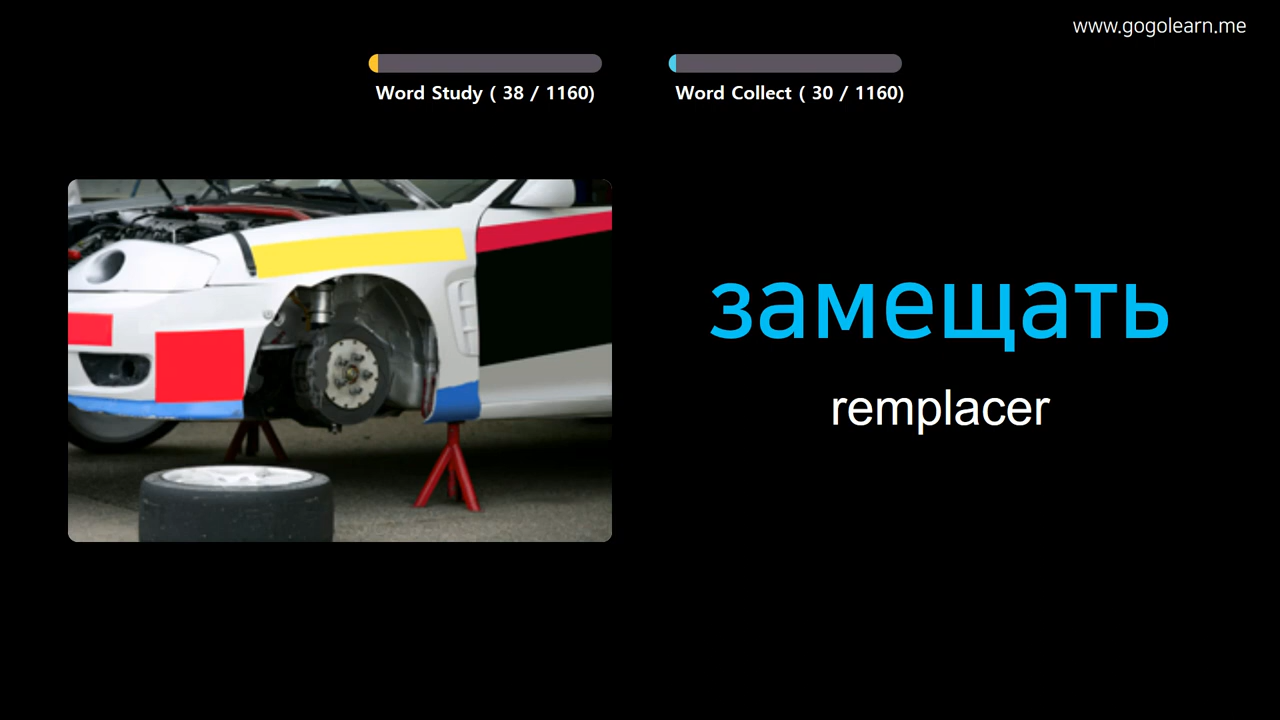 www.gogolearn.me
Word Study ( 38 / 1160)
Word Collect ( 30 / 1160)
замещать
remplacer